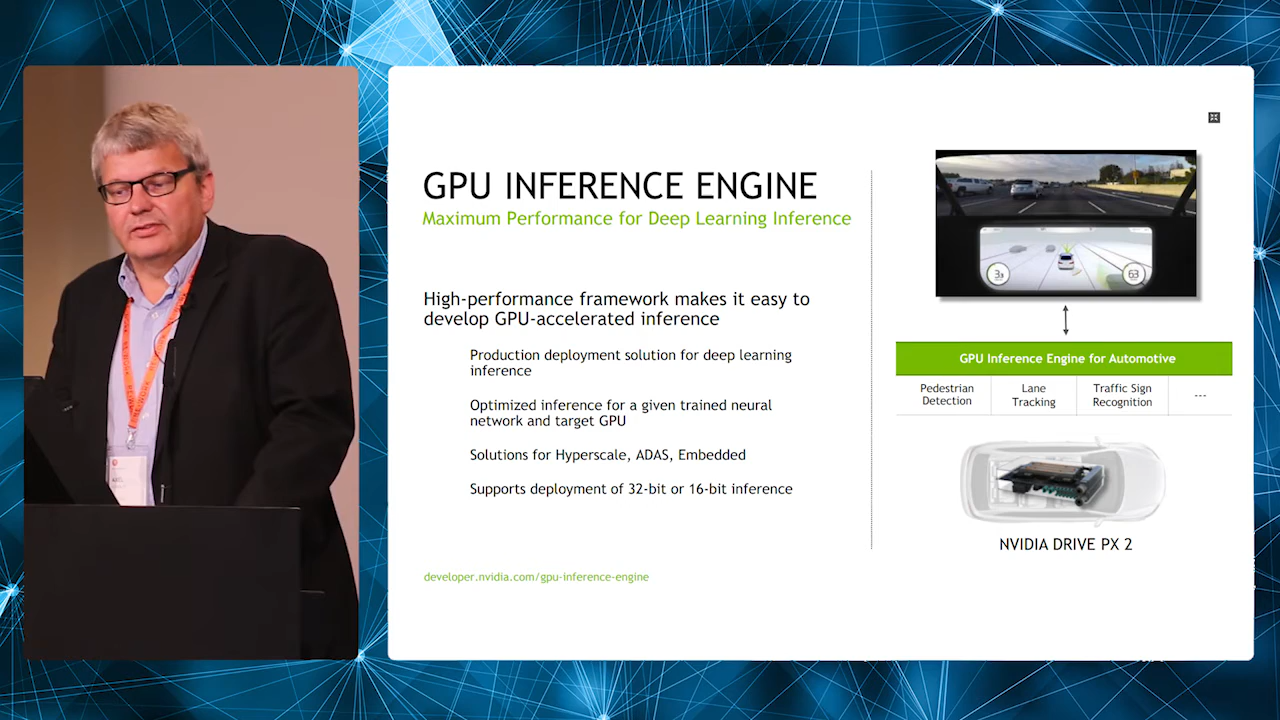 GPU INFERENCE ENGINE
Maximum Performance for Deep Learning Inference
High-performance framework makes it easy to
develop GPU-accelerated inference
Production deployment solution for deep learning
inference
Optimized inference for a given trained neural
network and target GPU
Solutions for Hyperscale, ADAS, Embedded
Supports deployment of 32-bit or 16-bit inference
developer.nvidia.com/gpu-inference-engine
63
GPU Inference Engine for Automotive
Pedestrian
Detection
Lane
Tracking
Traffic Sign
Recognition
---
NVIDIA DRIVE PX 2